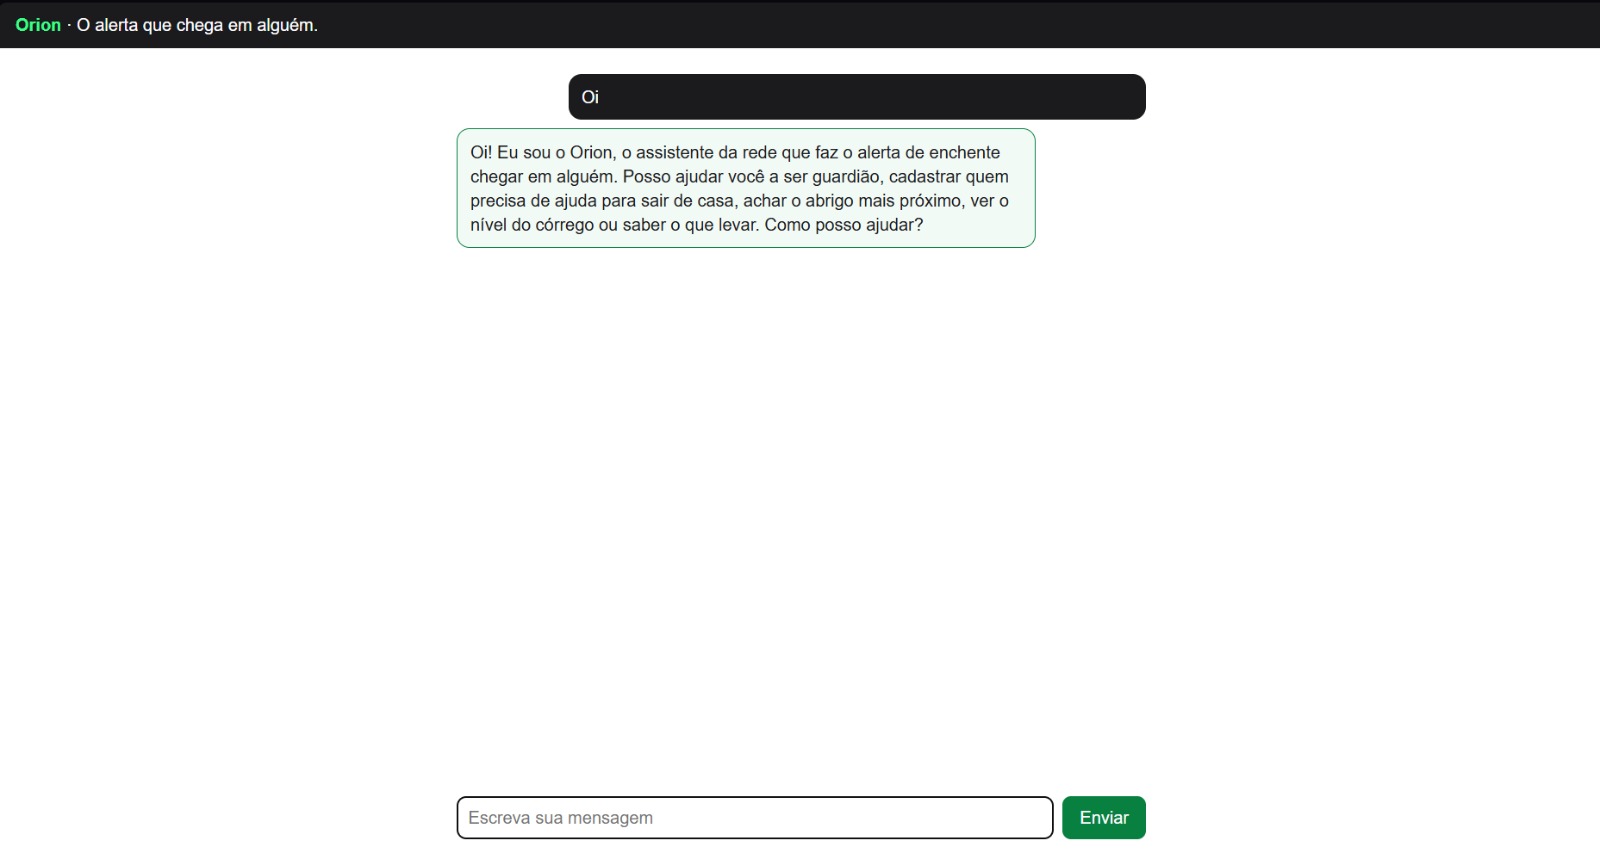 Orion · O alerta que chega em alguém.
Oi
Oi! Eu sou o Orion, o assistente da rede que faz o alerta de enchente
chegar em alguém. Posso ajudar você a ser guardião, cadastrar quem
precisa de ajuda para sair de casa, achar o abrigo mais próximo, ver o
nível do córrego ou saber o que levar. Como posso ajudar?
Escreva sua mensagem
Enviar